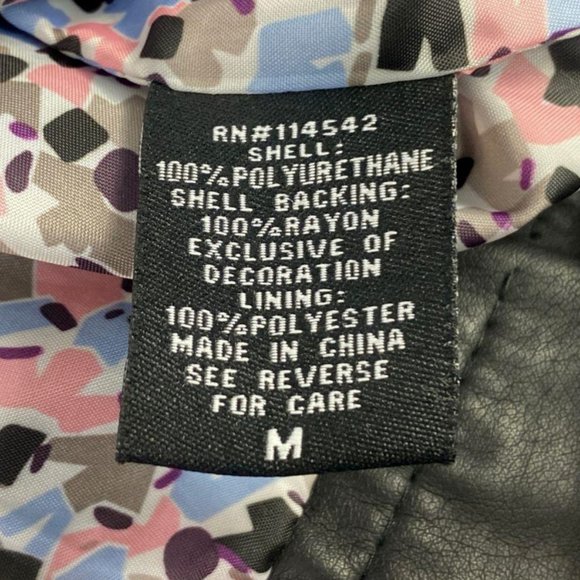 RN#114542
SHELL:
100%POLYURETHANE
SHELL BACKING:
100%RAYON
EXCLUSIVE OF
DECORATION
LINING:
100%POLYESTER
MADE IN CHINA
SEE REVERSE
FOR CARE
M